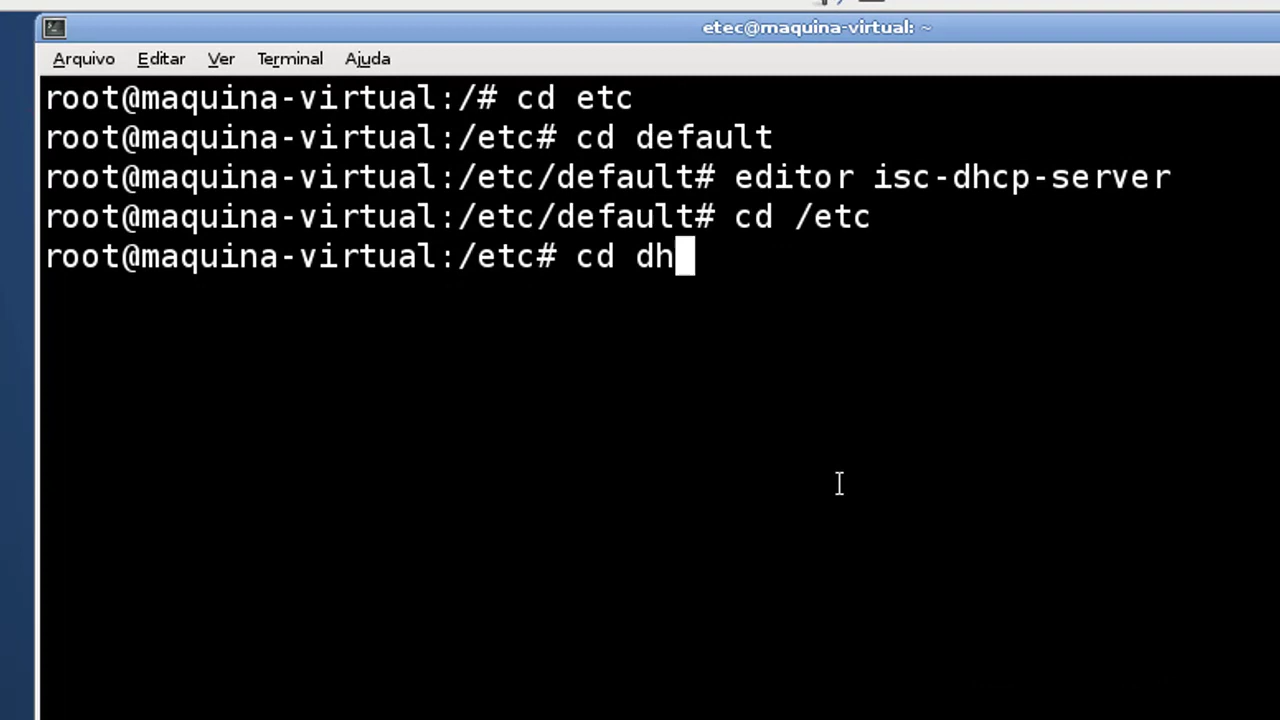 etec@maquina-virtual: ~
Arquivo Editar Ver Terminal Ajuda
root@maquina-virtual:/# cd etc
root@maquina-virtual:/etc# cd default
root@maquina-virtual:/etc/default# editor isc-dhcp-server
root@maquina-virtual:/etc/default# cd /etc
root@maquina-virtual:/etc# cd dh